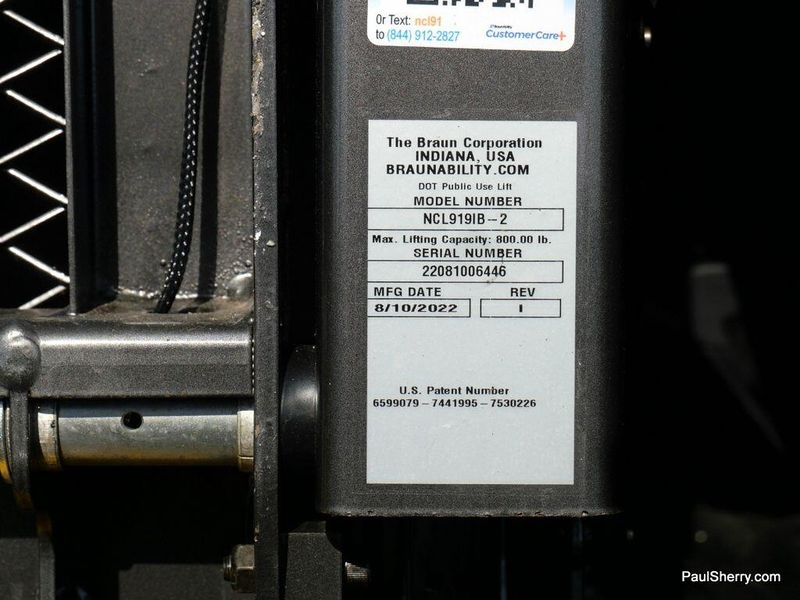 Or Text: ncl91
to (844) 912-2827
BraunAbility
CustomerCare+
The Braun Corporation
INDIANA, USA
BRAUNABILITY.COM
DOT Public Use Lift
MODEL NUMBER
NCL919IB-2
Max. Lifting Capacity: 800.00 lb.
SERIAL NUMBER
22081006446
MFG DATE REV
8/10/2022 I
U.S. Patent Number
6599079-7441995-7530226
PaulSherry.com